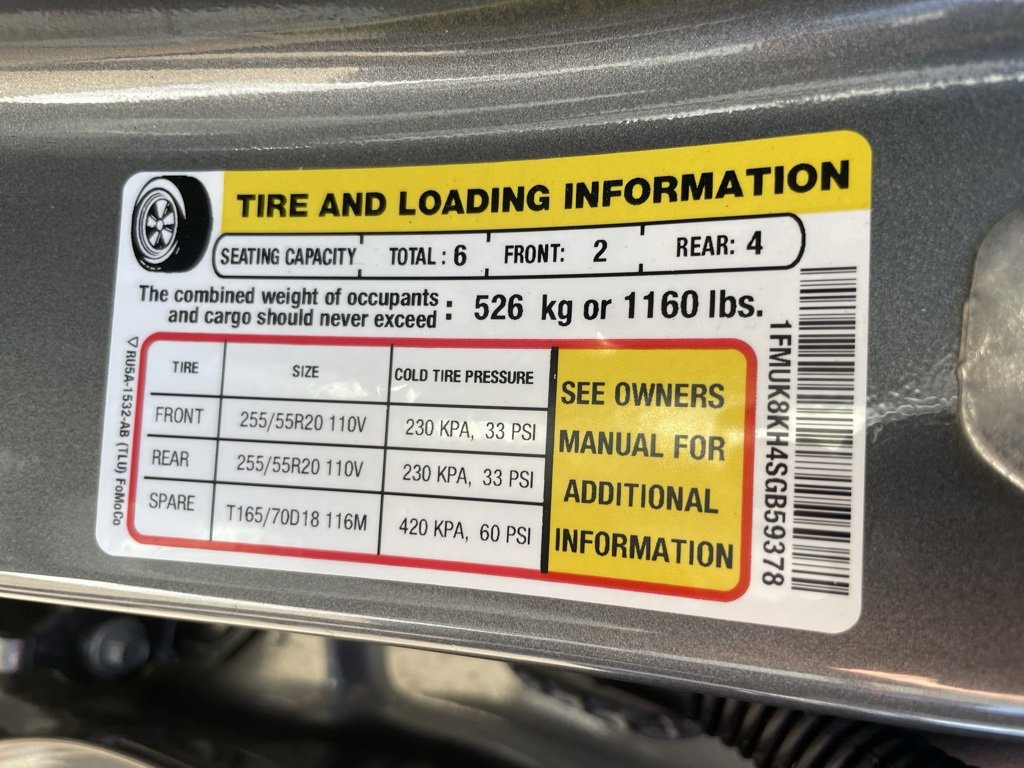 TIRE AND LOADING INFORMATION
SEATING CAPACITY TOTAL : 6 FRONT: 2 REAR: 4
The combined weight of occupants
and cargo should never exceed : 526 kg or 1160 lbs.
TIRE SIZE COLD TIRE PRESSURE
FRONT 255/55R20 110V 230 KPA, 33 PSI
REAR 255/55R20 110V 230 KPA, 33 PSI
SPARE T165/70D18 116M 420 KPA, 60 PSI
SEE OWNERS
MANUAL FOR
ADDITIONAL
INFORMATION
1FMUK8KH4SGB59378
RU5A-1532-AB (TLU) FoMoCo